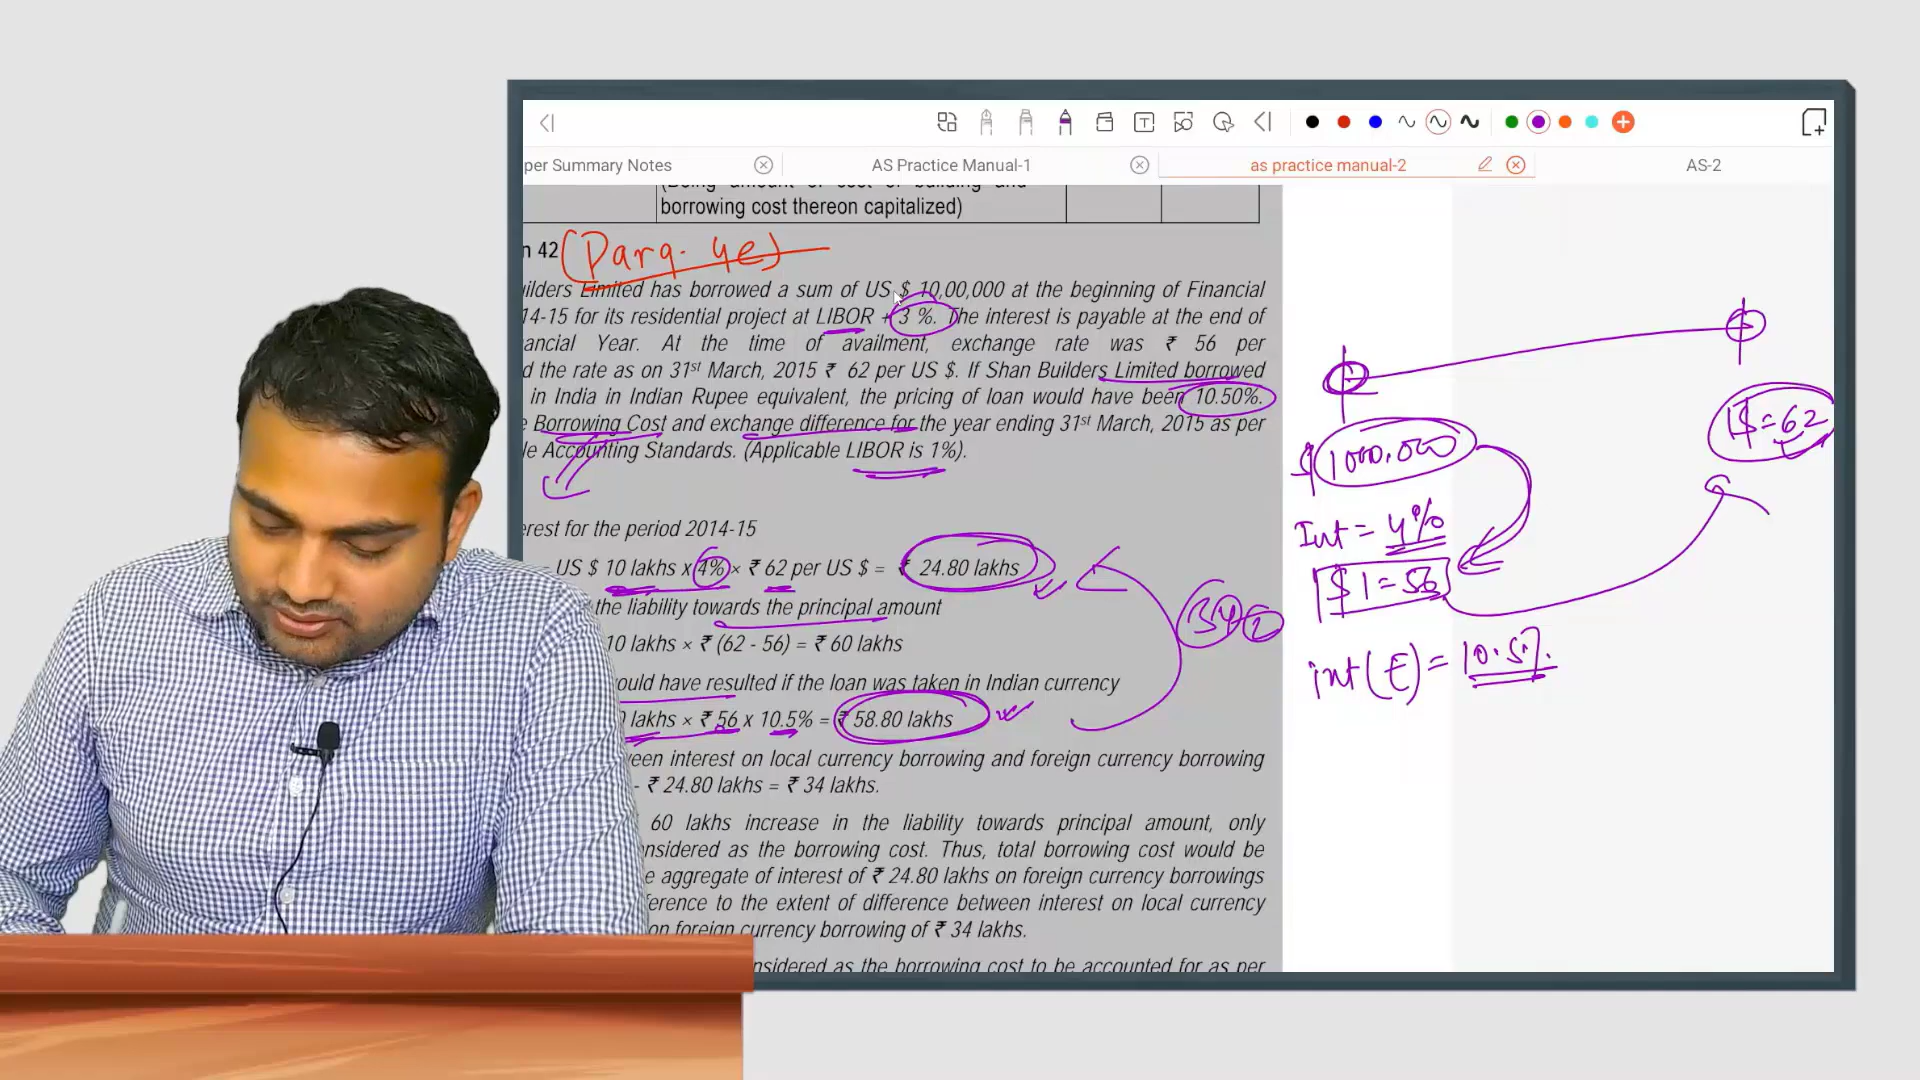 per Summary Notes
AS Practice Manual-1
as practice manual-2
AS-2
(Being amount of cost of building and
borrowing cost thereon capitalized)
n 42
(Para. 4e)
ilders Limited has borrowed a sum of US $ 10,00,000 at the beginning of Financial
14-15 for its residential project at LIBOR + 3 %. The interest is payable at the end of
ancial Year. At the time of availment, exchange rate was ₹ 56 per
d the rate as on 31st March, 2015 ₹ 62 per US $. If Shan Builders Limited borrowed
in India in Indian Rupee equivalent, the pricing of loan would have been 10.50%.
e Borrowing Cost and exchange difference for the year ending 31st March, 2015 as per
le Accounting Standards. (Applicable LIBOR is 1%).
erest for the period 2014-15
= US $ 10 lakhs x 4% × ₹ 62 per US $ = ₹ 24.80 lakhs
the liability towards the principal amount
10 lakhs × ₹ (62 - 56) = ₹ 60 lakhs
ould have resulted if the loan was taken in Indian currency
0 lakhs × ₹ 56 x 10.5% = ₹ 58.80 lakhs
een interest on local currency borrowing and foreign currency borrowing
- ₹ 24.80 lakhs = ₹ 34 lakhs.
60 lakhs increase in the liability towards principal amount, only
nsidered as the borrowing cost. Thus, total borrowing cost would be
e aggregate of interest of ₹ 24.80 lakhs on foreign currency borrowings
ference to the extent of difference between interest on local currency
on foreign currency borrowing of ₹ 34 lakhs.
nsidered as the borrowing cost to be accounted for as per
$ 1000,000
1$=62
Int = 4%
$1=56
int(₹)= 10.5%